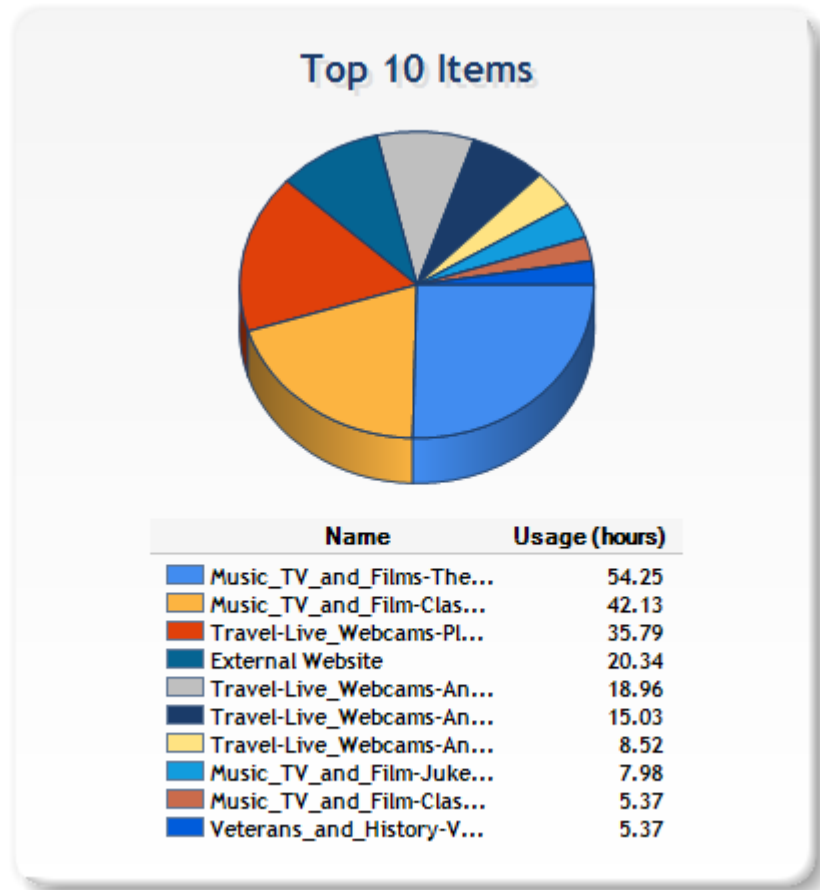 Top 10 Items
Name Usage (hours)
Music_TV_and_Films-The... 54.25
Music_TV_and_Film-Clas... 42.13
Travel-Live_Webcams-Pl... 35.79
External Website 20.34
Travel-Live_Webcams-An... 18.96
Travel-Live_Webcams-An... 15.03
Travel-Live_Webcams-An... 8.52
Music_TV_and_Film-Juke... 7.98
Music_TV_and_Film-Clas... 5.37
Veterans_and_History-V... 5.37